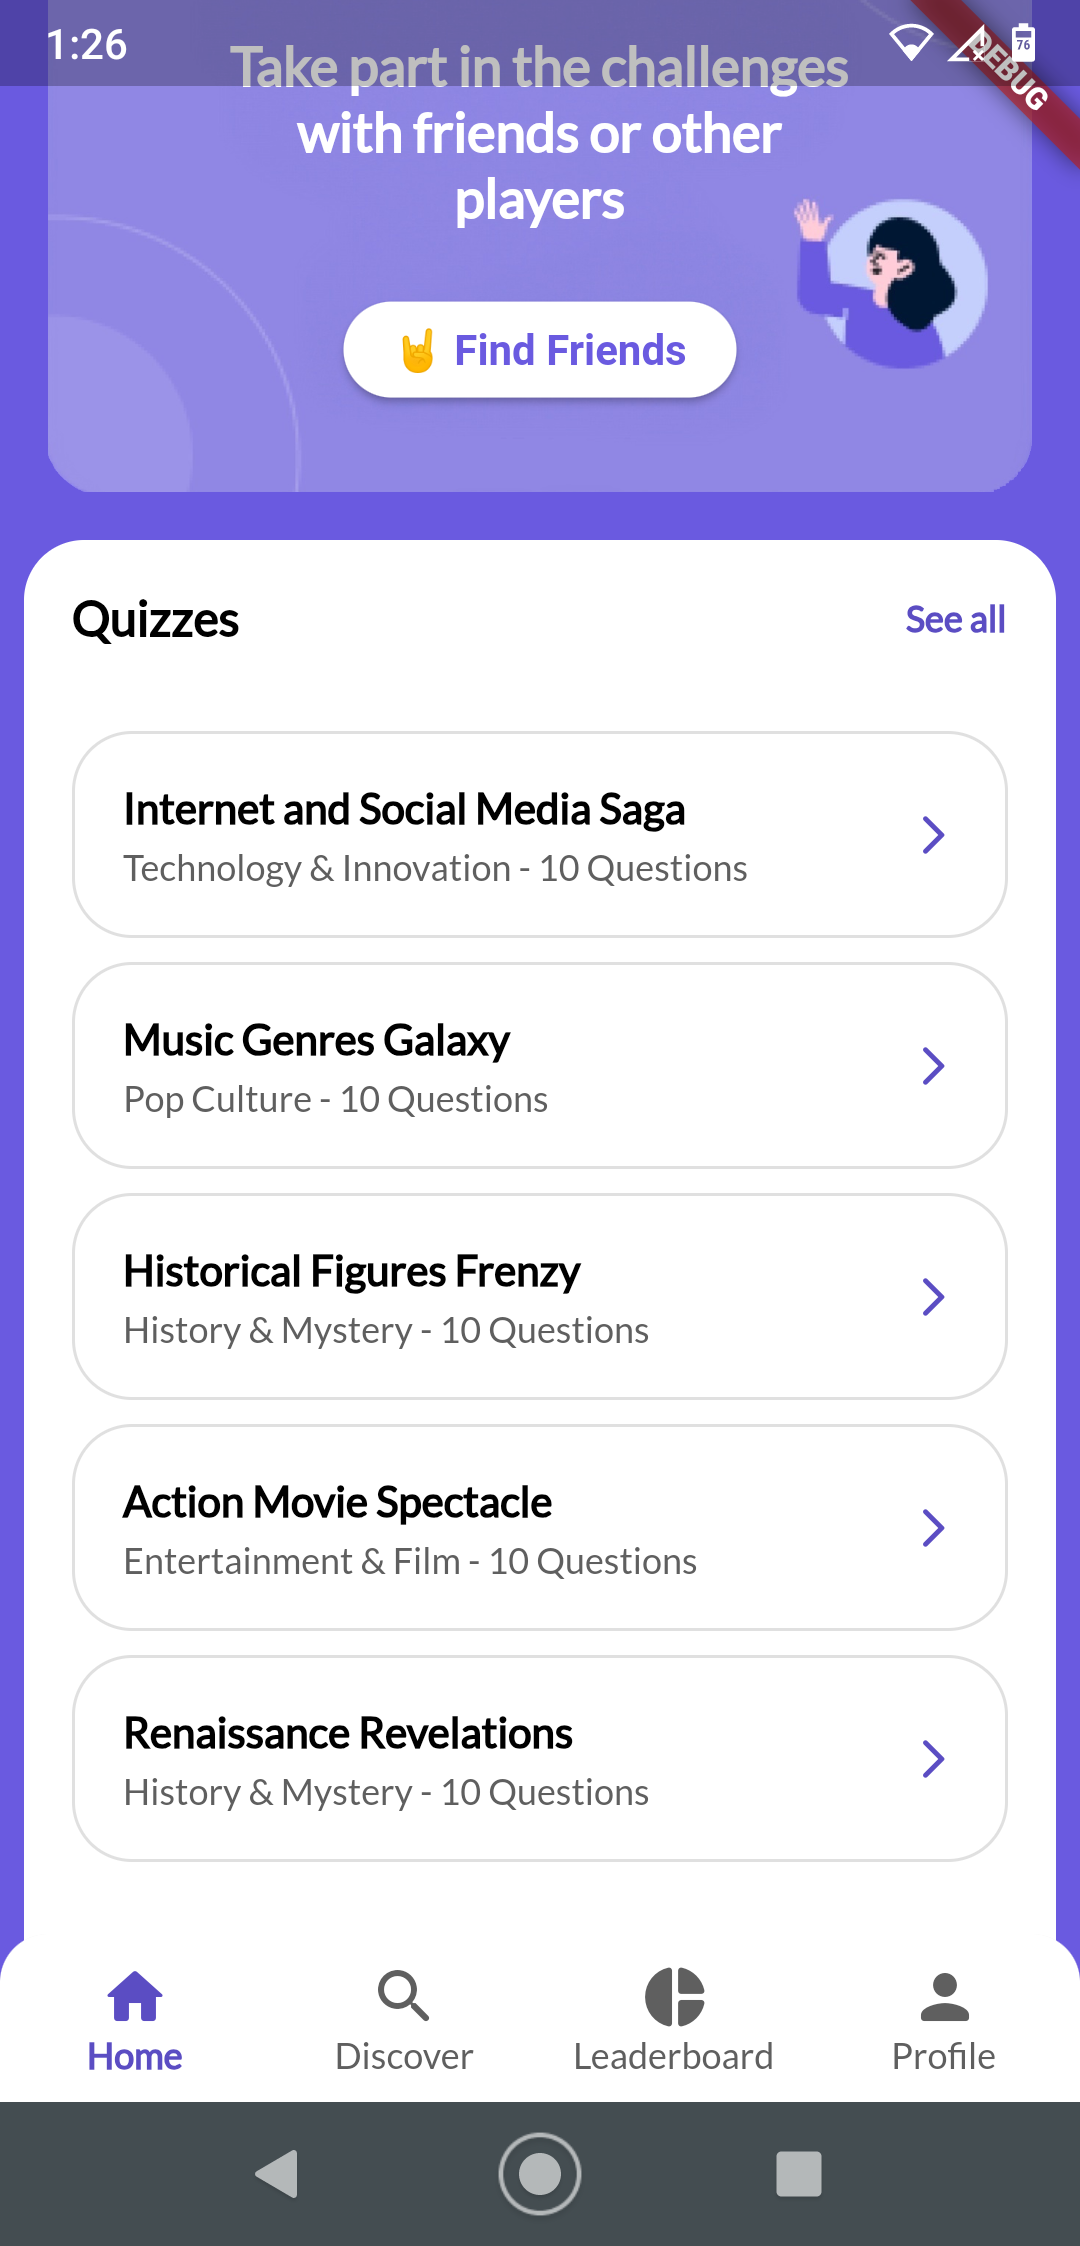 1:26
76
DEBUG
Take part in the challenges
with friends or other
players
🤘 Find Friends
Quizzes
See all
Internet and Social Media Saga
Technology & Innovation - 10 Questions
Music Genres Galaxy
Pop Culture - 10 Questions
Historical Figures Frenzy
History & Mystery - 10 Questions
Action Movie Spectacle
Entertainment & Film - 10 Questions
Renaissance Revelations
History & Mystery - 10 Questions
Home
Discover
Leaderboard
Profile